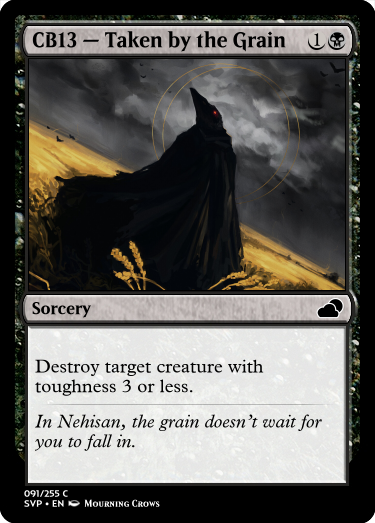 CB13 — Taken by the Grain 1
Sorcery
Destroy target creature with
toughness 3 or less.
In Nehisan, the grain doesn't wait for
you to fall in.
091/255 C
SVP • EN Mourning Crows